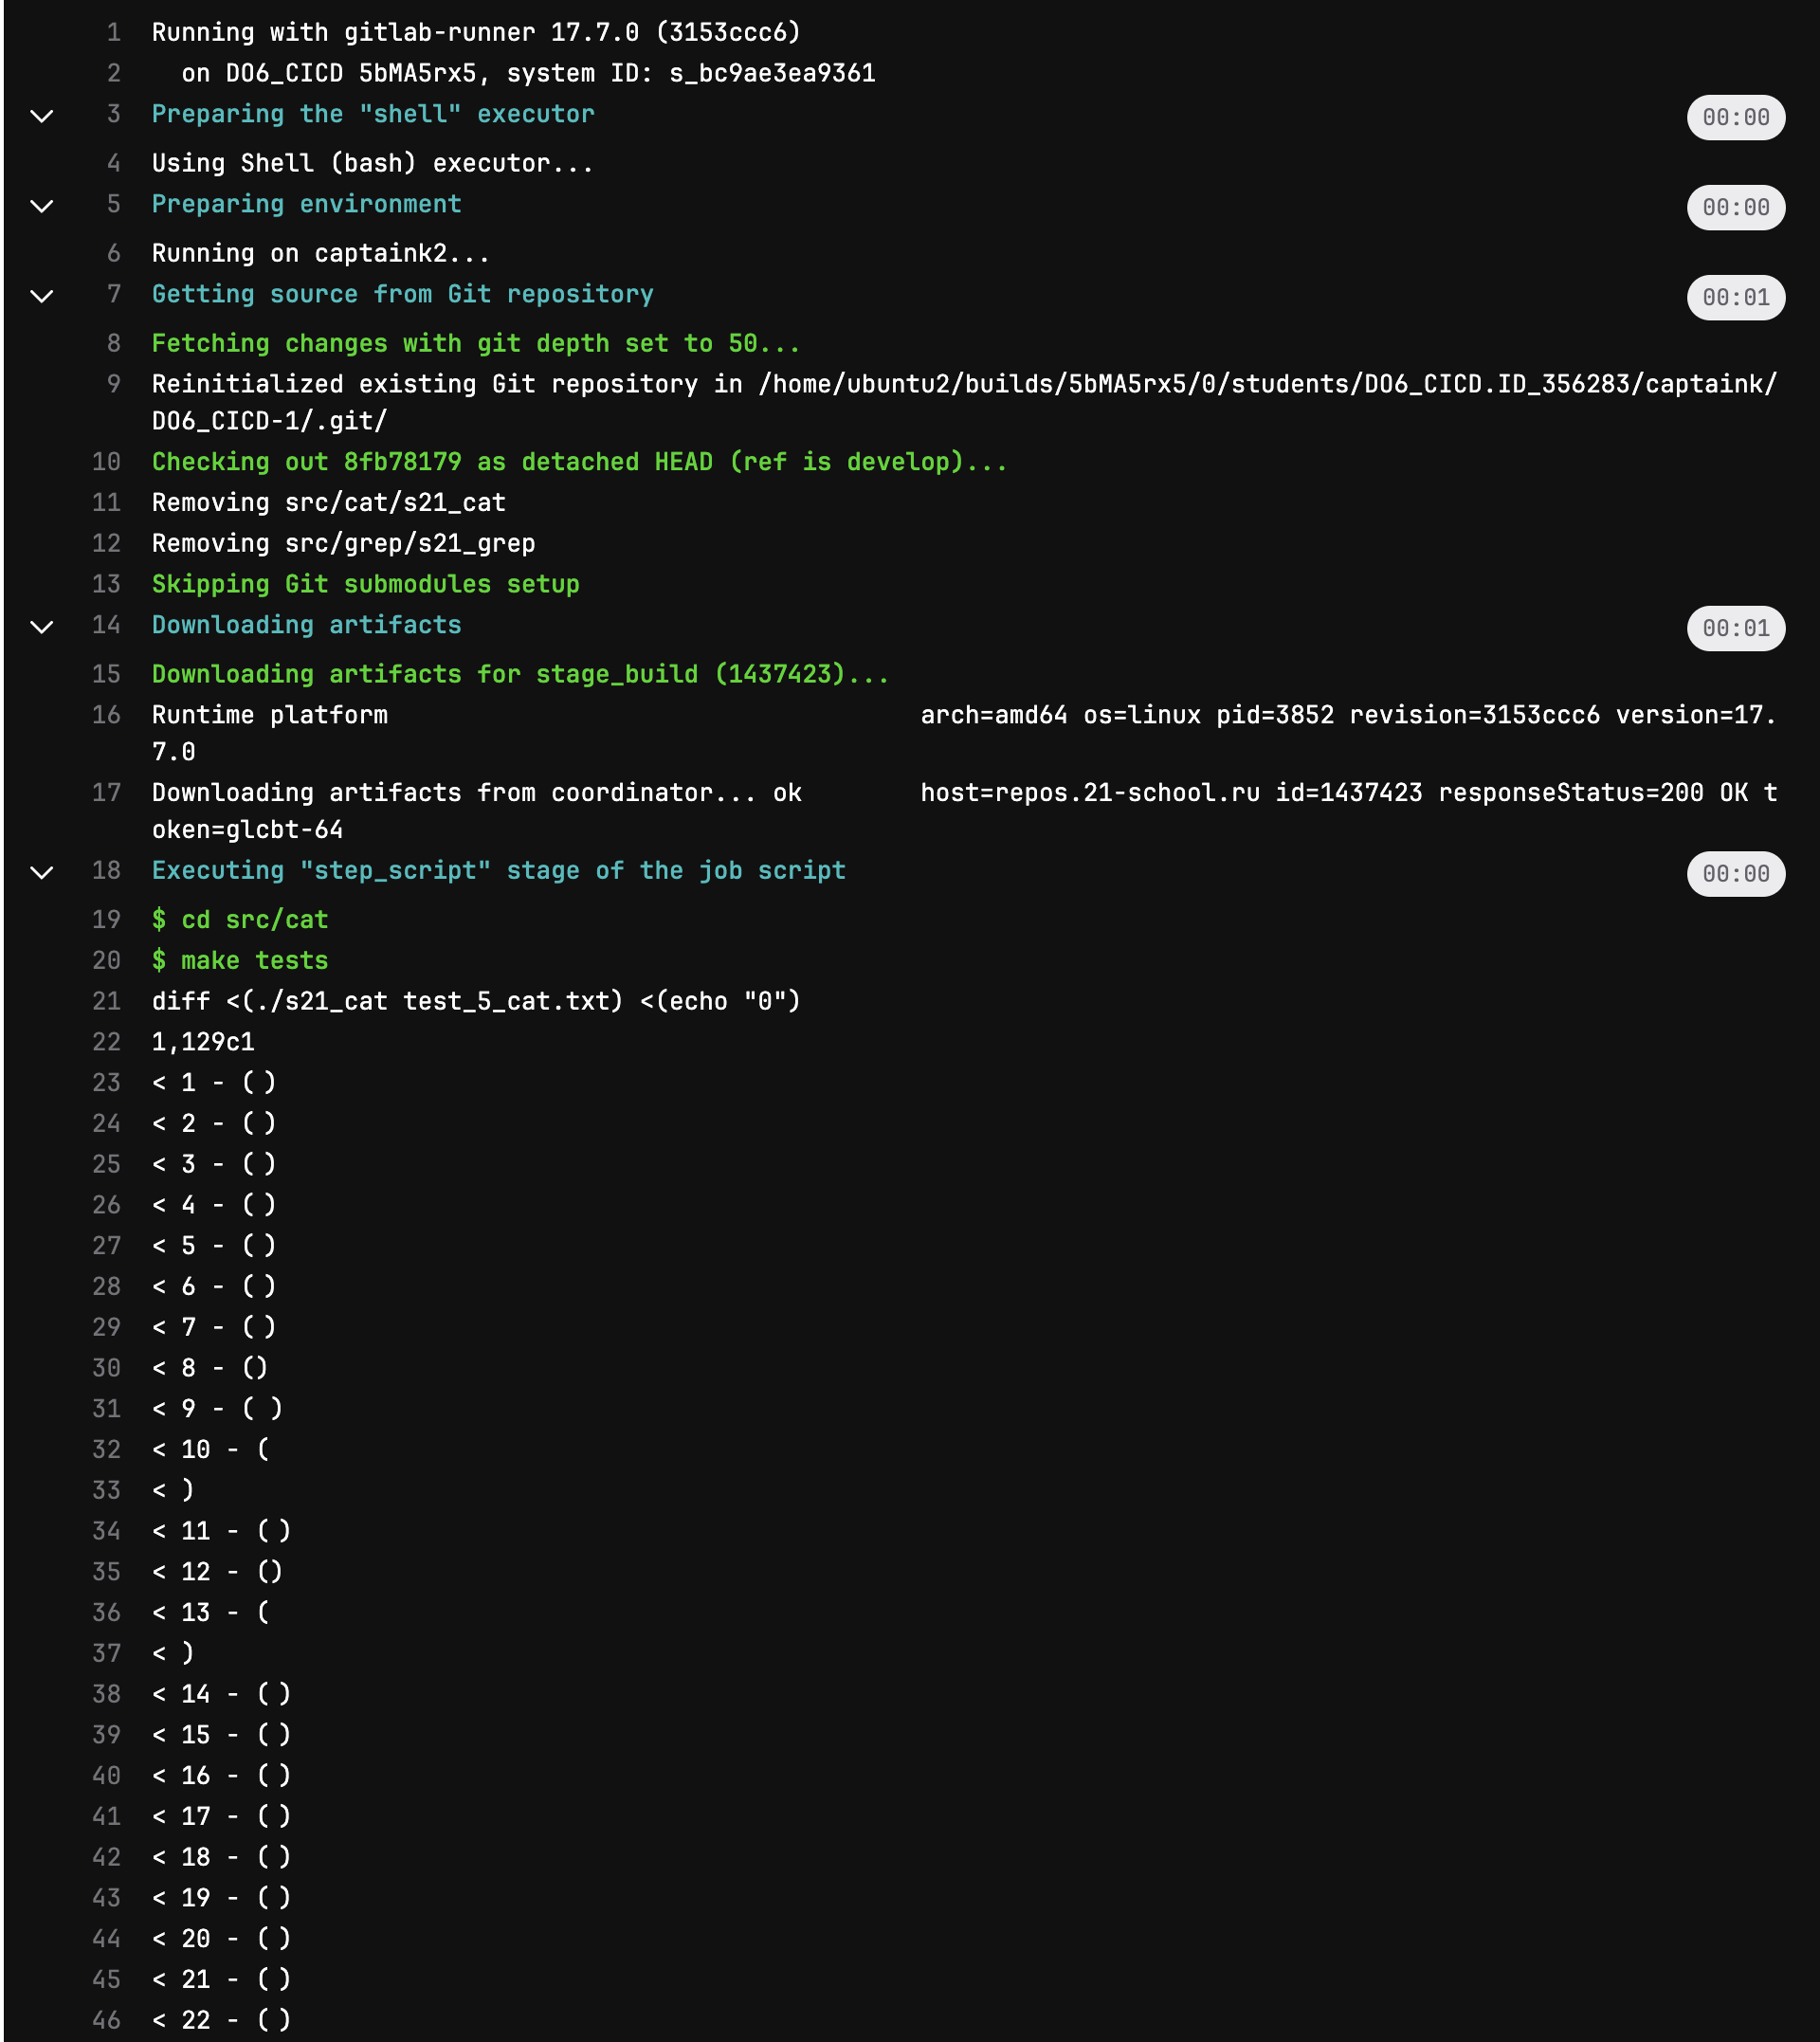 1 Running with gitlab-runner 17.7.0 (3153ccc6)
2   on DO6_CICD 5bMA5rx5, system ID: s_bc9ae3ea9361
3 Preparing the "shell" executor 00:00
4 Using Shell (bash) executor...
5 Preparing environment 00:00
6 Running on captaink2...
7 Getting source from Git repository 00:01
8 Fetching changes with git depth set to 50...
9 Reinitialized existing Git repository in /home/ubuntu2/builds/5bMA5rx5/0/students/DO6_CICD.ID_356283/captaink/
DO6_CICD-1/.git/
10 Checking out 8fb78179 as detached HEAD (ref is develop)...
11 Removing src/cat/s21_cat
12 Removing src/grep/s21_grep
13 Skipping Git submodules setup
14 Downloading artifacts 00:01
15 Downloading artifacts for stage_build (1437423)...
16 Runtime platform                                    arch=amd64 os=linux pid=3852 revision=3153ccc6 version=17.
7.0
17 Downloading artifacts from coordinator... ok        host=repos.21-school.ru id=1437423 responseStatus=200 OK t
oken=glcbt-64
18 Executing "step_script" stage of the job script 00:00
19 $ cd src/cat
20 $ make tests
21 diff <(./s21_cat test_5_cat.txt) <(echo "0")
22 1,129c1
23 < 1 - ( )
24 < 2 - ( )
25 < 3 - ( )
26 < 4 - ( )
27 < 5 - ( )
28 < 6 - ( )
29 < 7 - ( )
30 < 8 - ()
31 < 9 - ( )
32 < 10 - (
33 < )
34 < 11 - ( )
35 < 12 - ()
36 < 13 - (
37 < )
38 < 14 - ( )
39 < 15 - ( )
40 < 16 - ( )
41 < 17 - ( )
42 < 18 - ( )
43 < 19 - ( )
44 < 20 - ( )
45 < 21 - ( )
46 < 22 - ( )